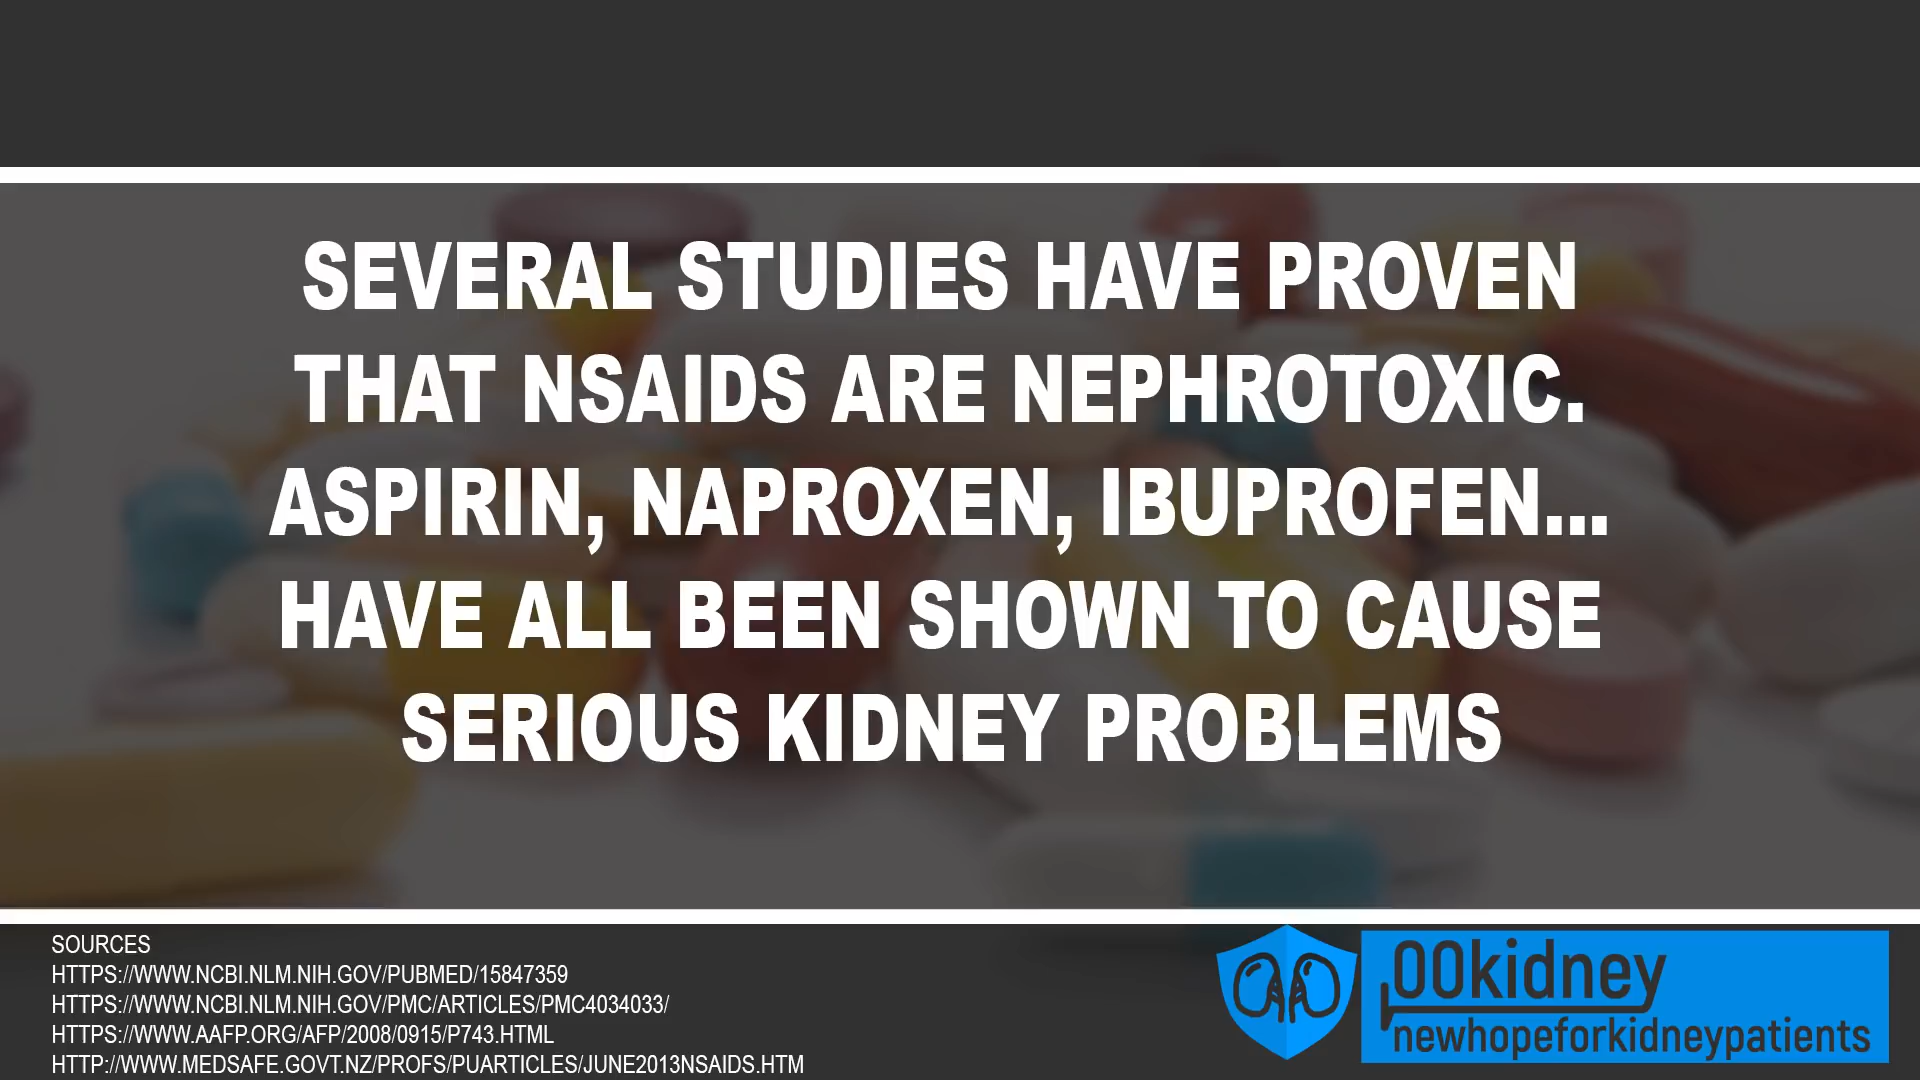 SEVERAL STUDIES HAVE PROVEN
THAT NSAIDS ARE NEPHROTOXIC.
ASPIRIN, NAPROXEN, IBUPROFEN...
HAVE ALL BEEN SHOWN TO CAUSE
SERIOUS KIDNEY PROBLEMS
SOURCES
HTTPS://WWW.NCBI.NLM.NIH.GOV/PUBMED/15847359
HTTPS://WWW.NCBI.NLM.NIH.GOV/PMC/ARTICLES/PMC4034033/
HTTPS://WWW.AAFP.ORG/AFP/2008/0915/P743.HTML
HTTP://WWW.MEDSAFE.GOVT.NZ/PROFS/PUARTICLES/JUNE2013NSAIDS.HTM
00kidney
newhopeforkidneypatients